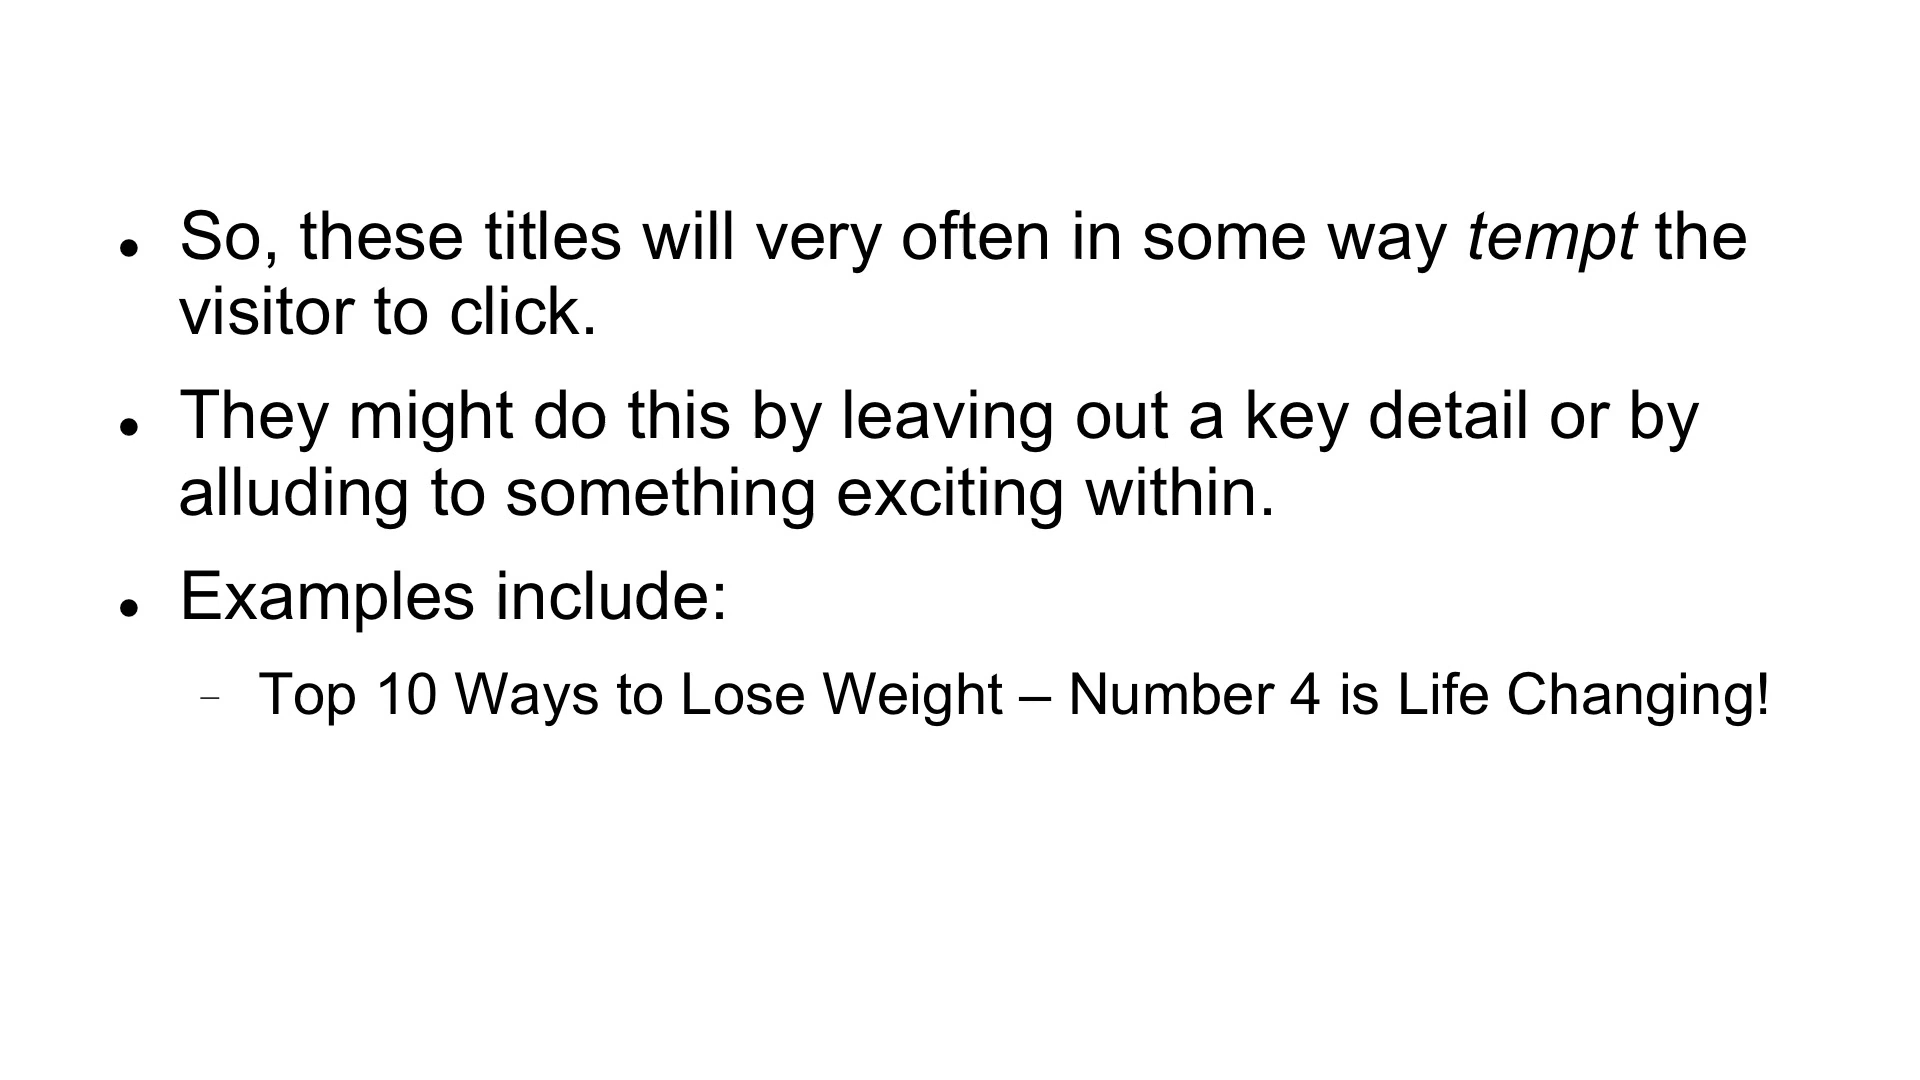 • So, these titles will very often in some way tempt the
visitor to click.
• They might do this by leaving out a key detail or by
alluding to something exciting within.
• Examples include:
– Top 10 Ways to Lose Weight – Number 4 is Life Changing!